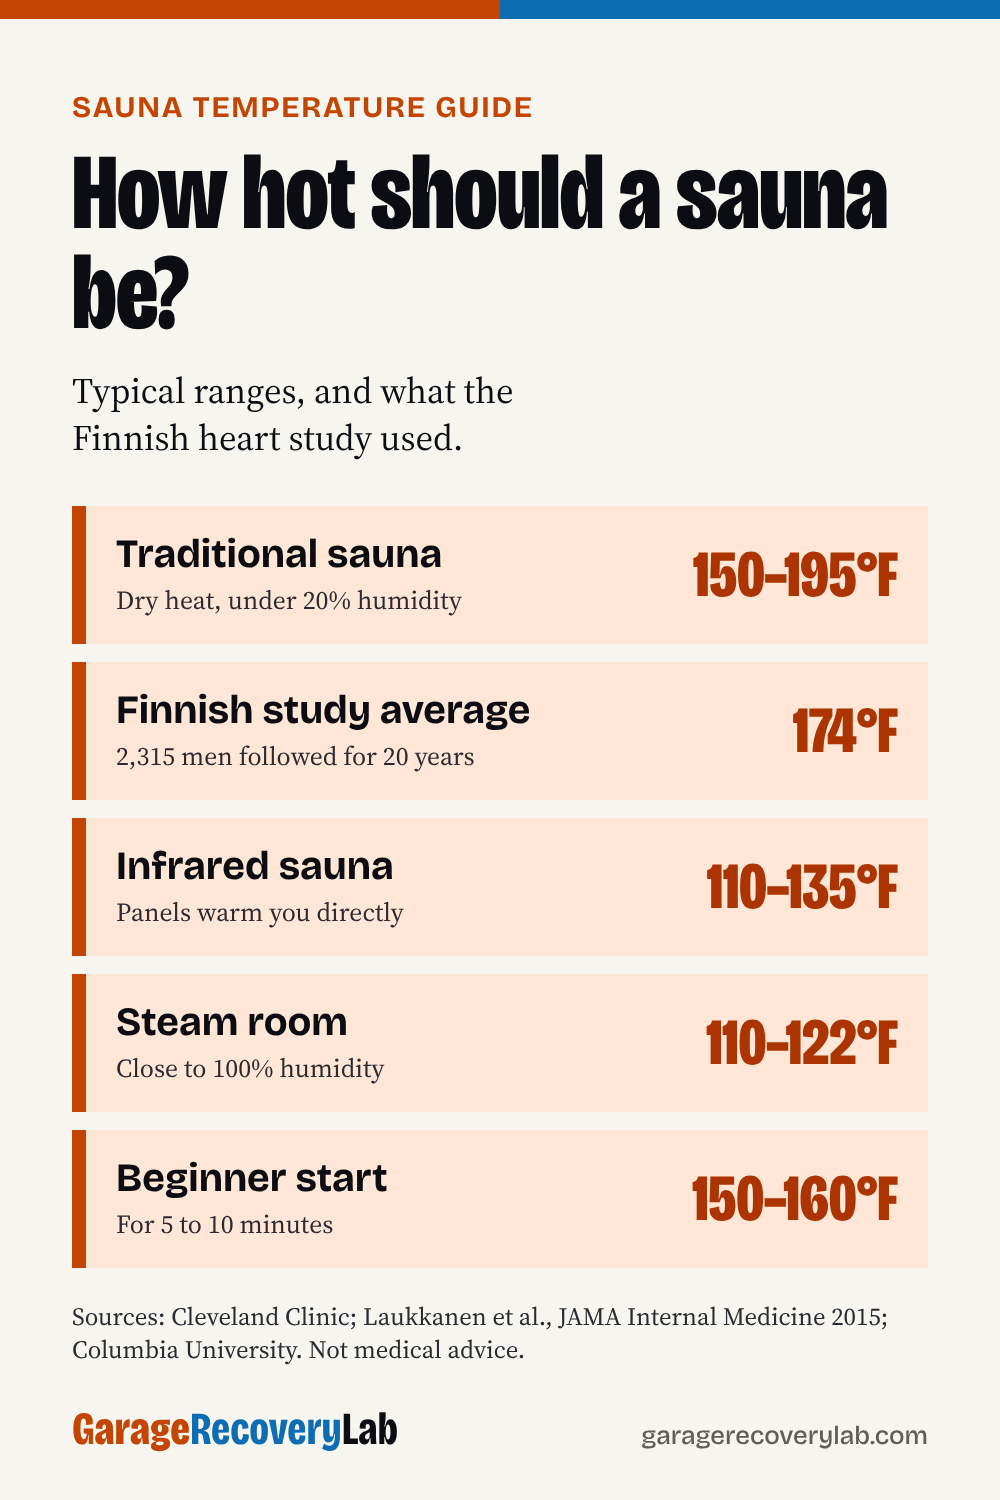 SAUNA TEMPERATURE GUIDE
How hot should a sauna
be?
Typical ranges, and what the
Finnish heart study used.
Traditional sauna
Dry heat, under 20% humidity
150–195°F
Finnish study average
2,315 men followed for 20 years
174°F
Infrared sauna
Panels warm you directly
110–135°F
Steam room
Close to 100% humidity
110–122°F
Beginner start
For 5 to 10 minutes
150–160°F
Sources: Cleveland Clinic; Laukkanen et al., JAMA Internal Medicine 2015;
Columbia University. Not medical advice.
GarageRecoveryLab
garagerecoverylab.com